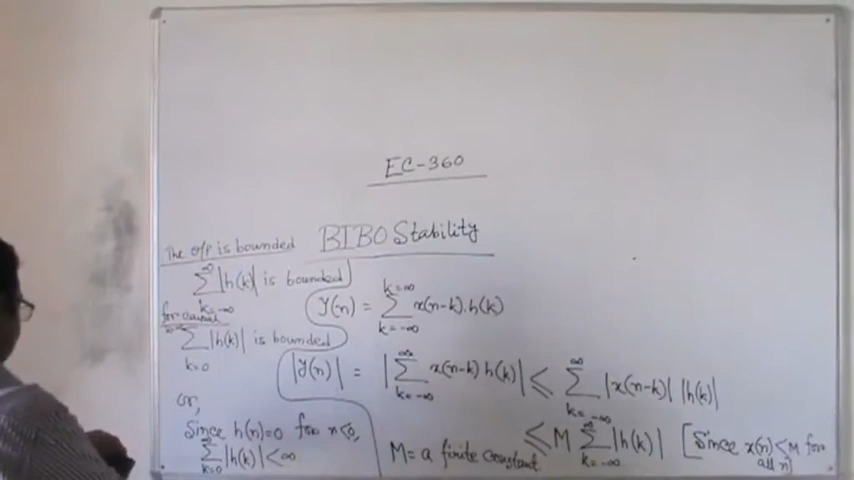 EC-360
BIBO Stability
y(n) = ∑_{k=-∞}^{k=∞} x(n-k).h(k)
|y(n)| = |∑_{k=-∞}^{∞} x(n-k) h(k)| ≤ ∑_{k=-∞}^{∞} |x(n-k)| |h(k)|
≤ M ∑_{k=-∞}^{∞} |h(k)| [Since x(n) < M for all n]
M = a finite constant
The o/p is bounded
∑_{k=-∞}^{∞} |h(k)| is bounded
for causal
∑_{k=0}^{∞} |h(k)| is bounded
or,
Since h(n)=0 for n<0,
∑_{k=0}^{∞} |h(k)| < ∞